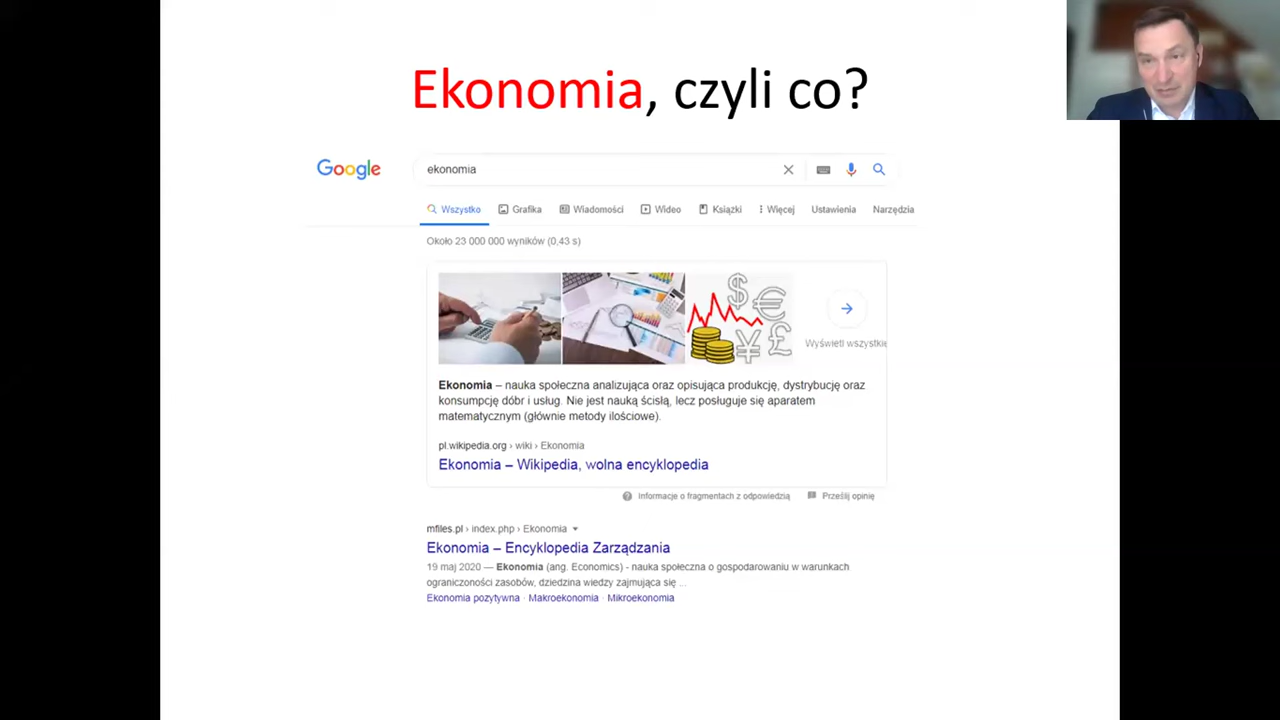 Ekonomia, czyli co?
Google
ekonomia
Wszystko Grafika Wiadomości Wideo Książki Więcej Ustawienia Narzędzia
Około 23 000 000 wyników (0,43 s)
Wyświetl wszystkie
Ekonomia – nauka społeczna analizująca oraz opisująca produkcję, dystrybucję oraz
konsumpcję dóbr i usług. Nie jest nauką ścisłą, lecz posługuje się aparatem
matematycznym (głównie metody ilościowe).
pl.wikipedia.org › wiki › Ekonomia
Ekonomia – Wikipedia, wolna encyklopedia
Informacje o fragmentach z odpowiedzią Prześlij opinię
mfiles.pl › index.php › Ekonomia
Ekonomia – Encyklopedia Zarządzania
19 maj 2020 — Ekonomia (ang. Economics) - nauka społeczna o gospodarowaniu w warunkach
ograniczoności zasobów, dziedzina wiedzy zajmująca się ...
Ekonomia pozytywna · Makroekonomia · Mikroekonomia